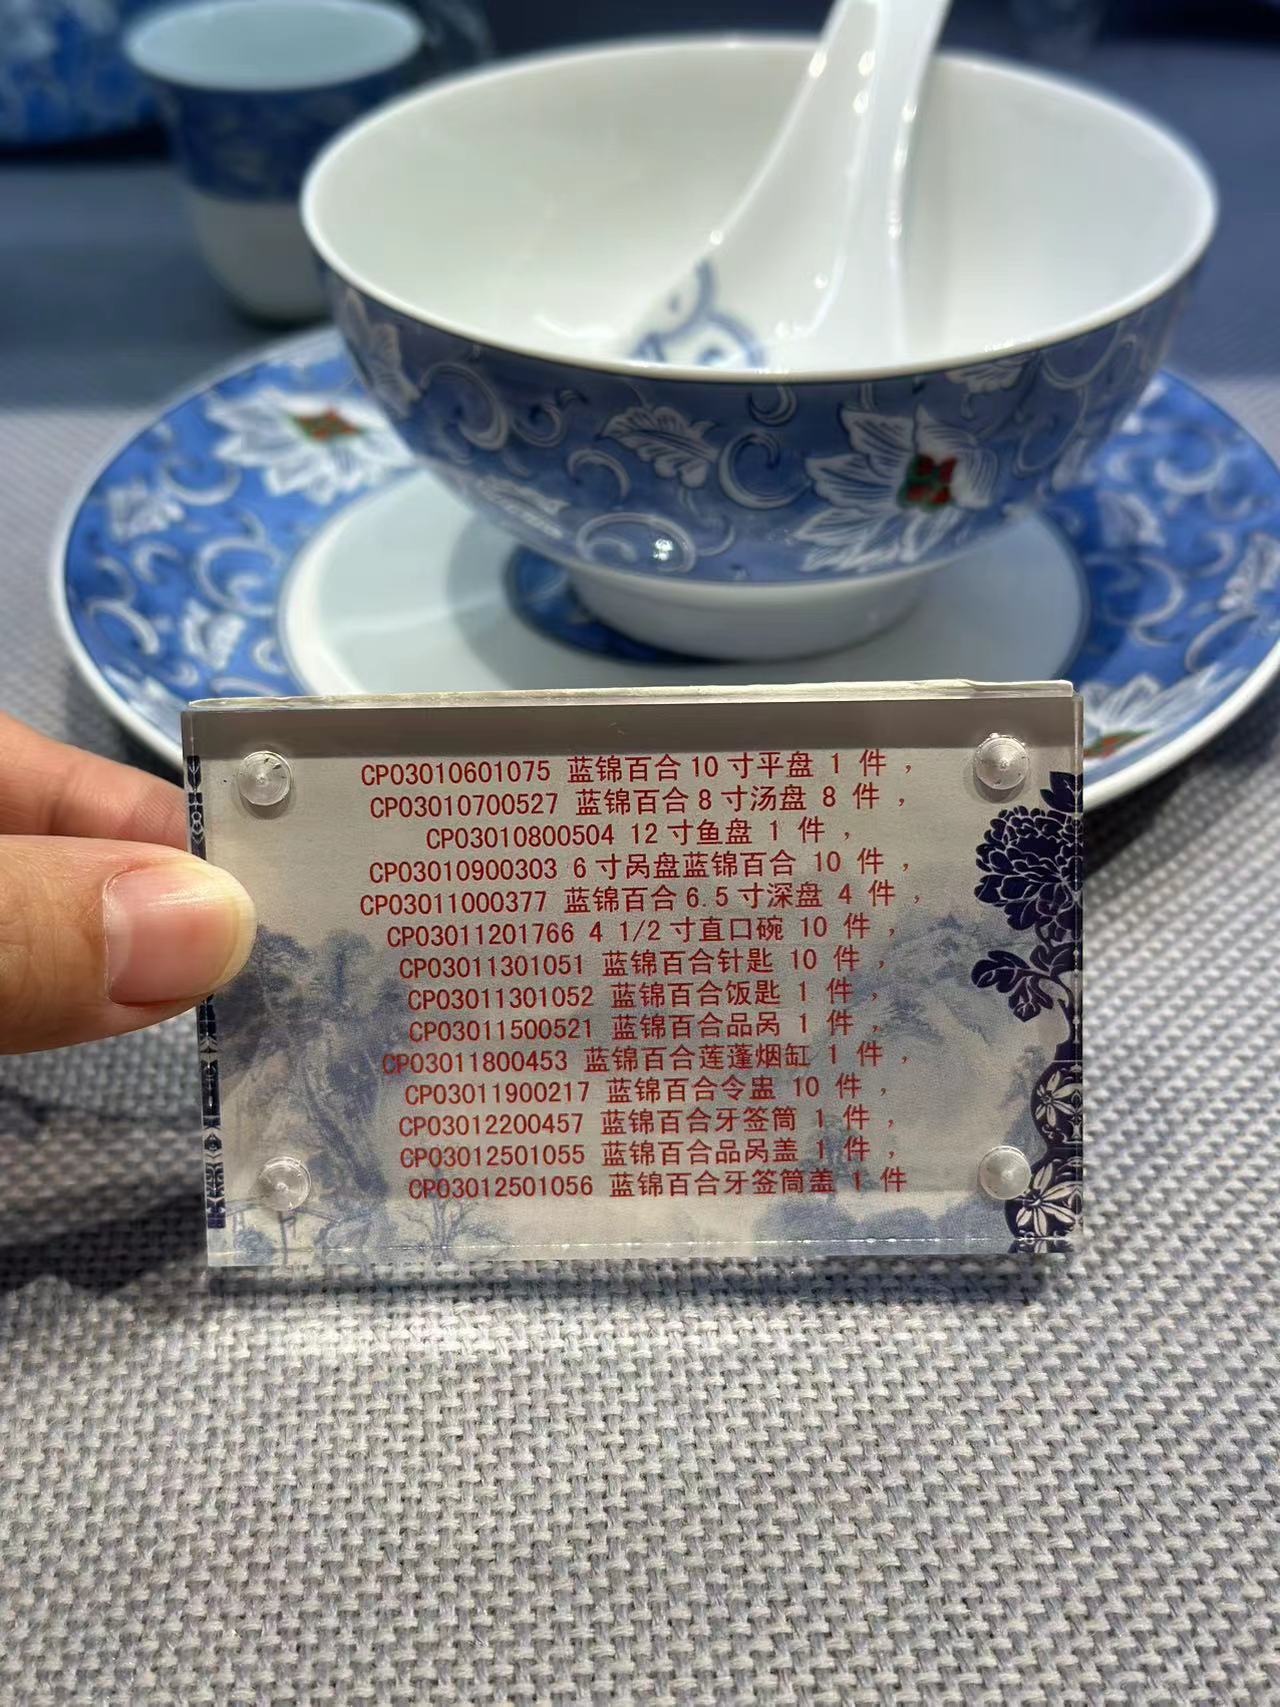 CP03010601075 蓝锦百合10寸平盘 1 件，
CP03010700527 蓝锦百合8寸汤盘 8 件，
CP03010800504 12寸鱼盘 1 件，
CP03010900303 6寸呙盘蓝锦百合 10 件，
CP03011000377 蓝锦百合6.5寸深盘 4 件，
CP03011201766 4 1/2寸直口碗 10 件，
CP03011301051 蓝锦百合针匙 10 件，
CP03011301052 蓝锦百合饭匙 1 件，
CP03011500521 蓝锦百合品呙 1 件，
CP03011800453 蓝锦百合莲蓬烟缸 1 件，
CP03011900217 蓝锦百合令盅 10 件，
CP03012200457 蓝锦百合牙签筒 1 件，
CP03012501055 蓝锦百合品呙盖 1 件，
CP03012501056 蓝锦百合牙签筒盖 1 件